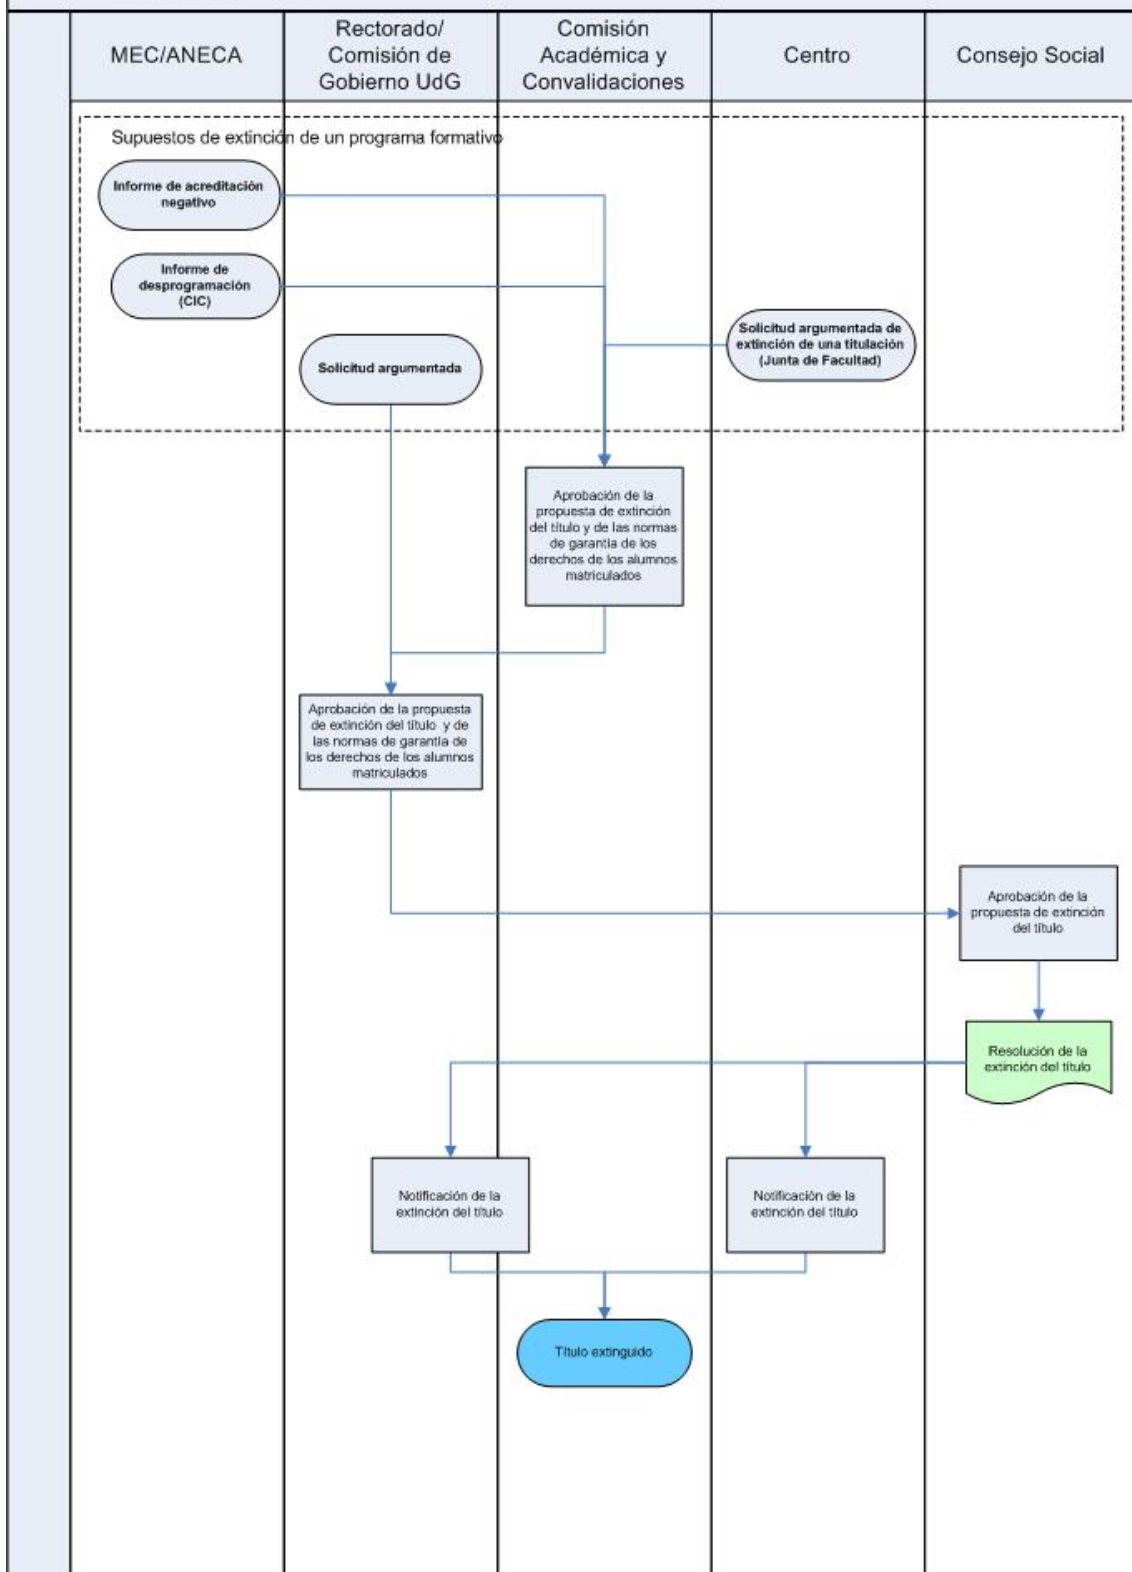 MEC/ANECA
Rectorado/
Comisión de
Gobierno UdG
Comisión
Académica y
Convalidaciones
Centro
Consejo Social
Supuestos de extinción de un programa formativo
Informe de acreditación
negativo
Informe de
desprogramación
(CIC)
Solicitud argumentada de
extinción de una titulación
(Junta de Facultad)
Solicitud argumentada
Aprobación de la
propuesta de extinción
del título y de las normas
de garantía de los
derechos de los alumnos
matriculados
Aprobación de la propuesta
de extinción del título y de
las normas de garantía de
los derechos de los alumnos
matriculados
Aprobación de la
propuesta de extinción
del título
Resolución de la
extinción del título
Notificación de la
extinción del título
Notificación de la
extinción del título
Título extinguido